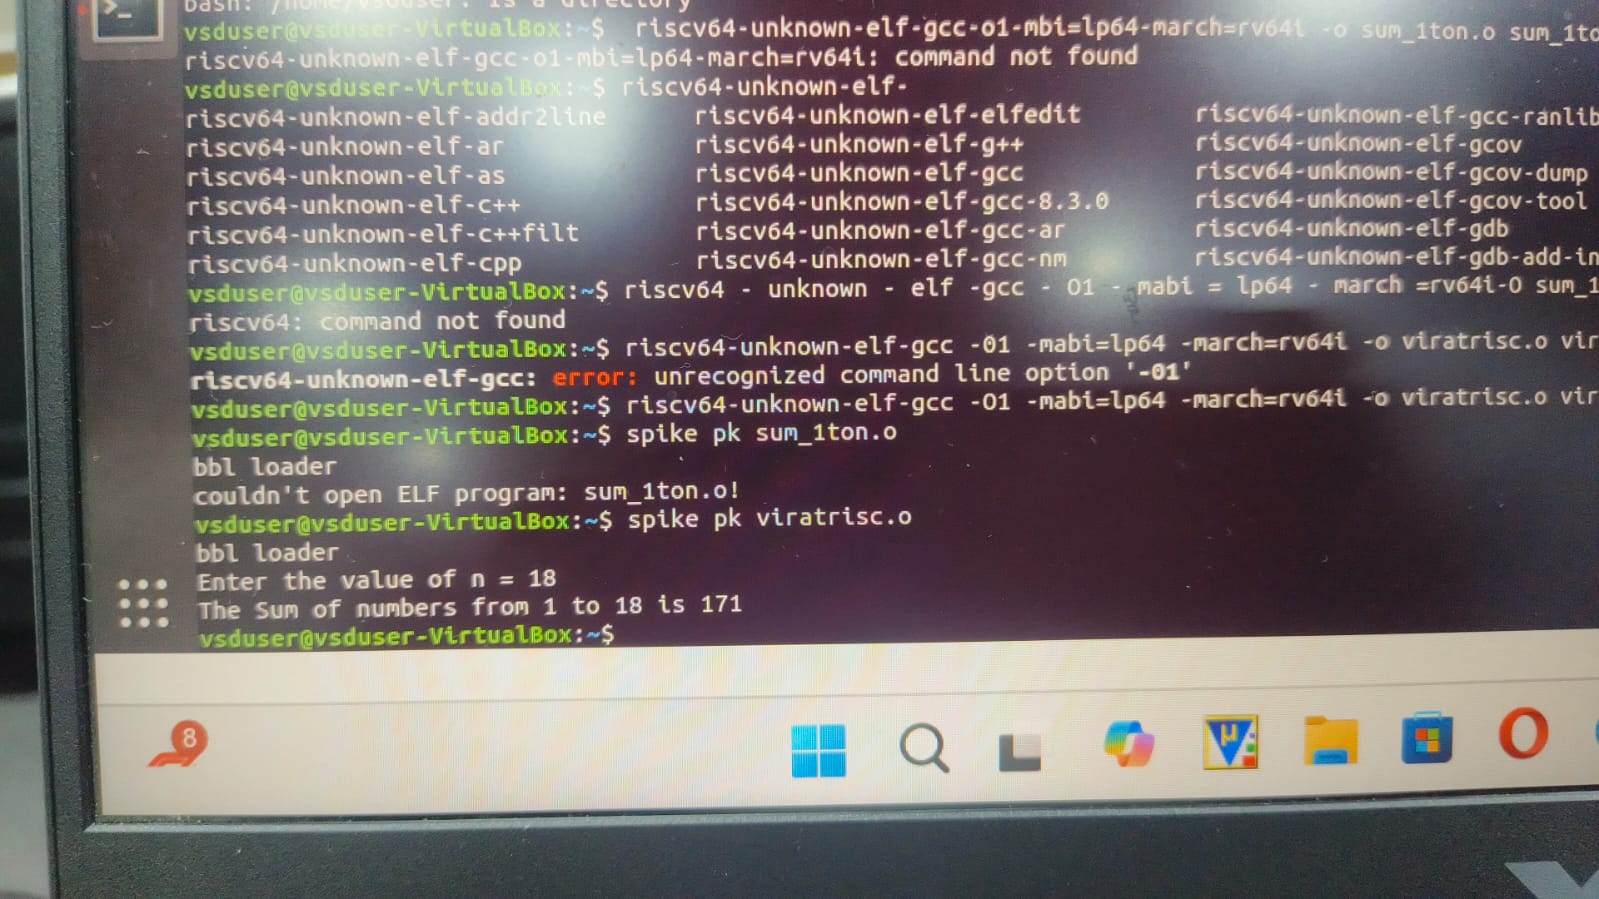 bash: /home/vsduser: is a directory
vsduser@vsduser-VirtualBox:~$ riscv64-unknown-elf-gcc-o1-mbi=lp64-march=rv64i -o sum_1ton.o sum_1to
riscv64-unknown-elf-gcc-o1-mbi=lp64-march=rv64i: command not found
vsduser@vsduser-VirtualBox:~$ riscv64-unknown-elf-
riscv64-unknown-elf-addr2line riscv64-unknown-elf-elfedit riscv64-unknown-elf-gcc-ranlib
riscv64-unknown-elf-ar riscv64-unknown-elf-g++ riscv64-unknown-elf-gcov
riscv64-unknown-elf-as riscv64-unknown-elf-gcc riscv64-unknown-elf-gcov-dump
riscv64-unknown-elf-c++ riscv64-unknown-elf-gcc-8.3.0 riscv64-unknown-elf-gcov-tool
riscv64-unknown-elf-c++filt riscv64-unknown-elf-gcc-ar riscv64-unknown-elf-gdb
riscv64-unknown-elf-cpp riscv64-unknown-elf-gcc-nm riscv64-unknown-elf-gdb-add-in
vsduser@vsduser-VirtualBox:~$ riscv64 - unknown - elf -gcc - O1 - mabi = lp64 - march =rv64i-O sum_1
riscv64: command not found
vsduser@vsduser-VirtualBox:~$ riscv64-unknown-elf-gcc -01 -mabi=lp64 -march=rv64i -o viratrisc.o vir
riscv64-unknown-elf-gcc: error: unrecognized command line option '-01'
vsduser@vsduser-VirtualBox:~$ riscv64-unknown-elf-gcc -O1 -mabi=lp64 -march=rv64i -o viratrisc.o vir
vsduser@vsduser-VirtualBox:~$ spike pk sum_1ton.o
bbl loader
couldn't open ELF program: sum_1ton.o!
vsduser@vsduser-VirtualBox:~$ spike pk viratrisc.o
bbl loader
Enter the value of n = 18
The Sum of numbers from 1 to 18 is 171
vsduser@vsduser-VirtualBox:~$
8